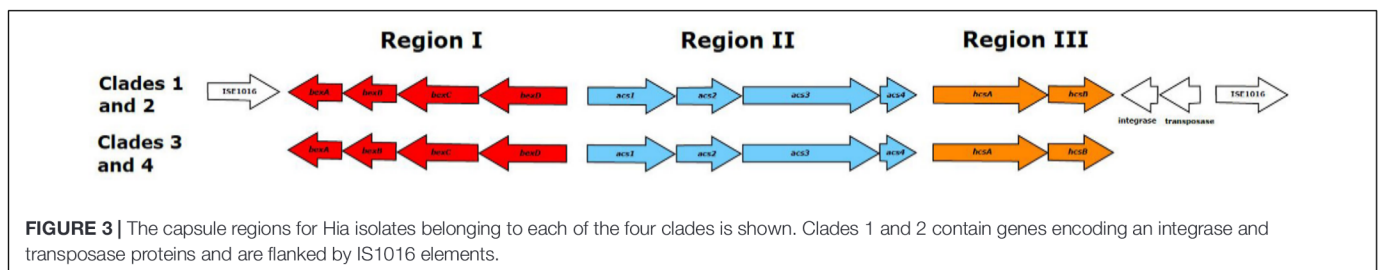 Region I Region II Region III
Clades 1
and 2
ISE1016 bexA bexB bexC bexD acs1 acs2 acs3 acs4 hcsA hcsB ISE1016
integrase transposase
Clades 3
and 4
bexA bexB bexC bexD acs1 acs2 acs3 acs4 hcsA hcsB
FIGURE 3 | The capsule regions for Hia isolates belonging to each of the four clades is shown. Clades 1 and 2 contain genes encoding an integrase and
transposase proteins and are flanked by IS1016 elements.